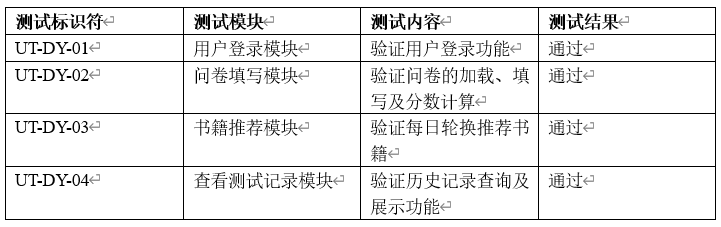 测试标识符 测试模块 测试内容 测试结果
UT-DY-01 用户登录模块 验证用户登录功能 通过
UT-DY-02 问卷填写模块 验证问卷的加载、填 通过
写及分数计算
UT-DY-03 书籍推荐模块 验证每日轮换推荐书 通过
籍
UT-DY-04 查看测试记录模块 验证历史记录查询及 通过
展示功能